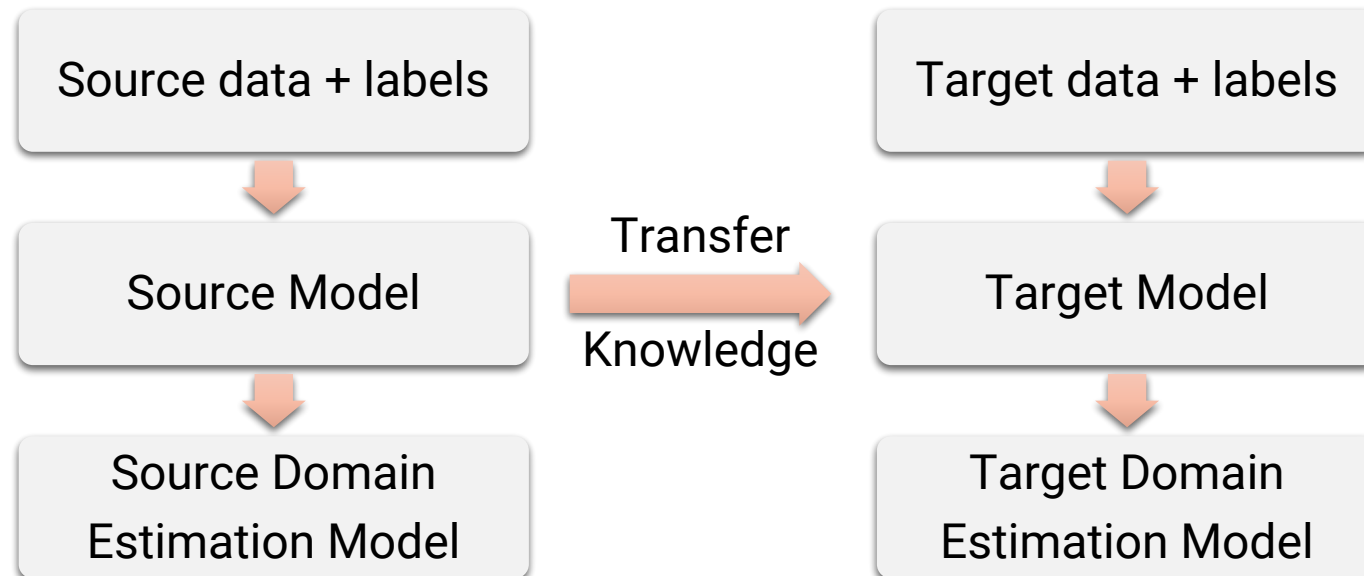 Source data + labels
Target data + labels
Source Model
Transfer
Knowledge
Target Model
Source Domain
Estimation Model
Target Domain
Estimation Model